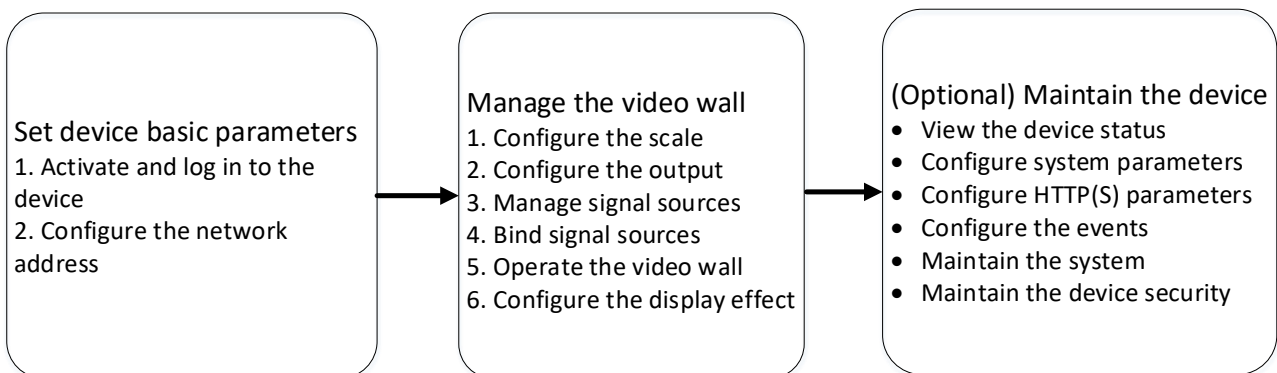 Set device basic parameters
1. Activate and log in to the
device
2. Configure the network
address
Manage the video wall
1. Configure the scale
2. Configure the output
3. Manage signal sources
4. Bind signal sources
5. Operate the video wall
6. Configure the display effect
(Optional) Maintain the device
• View the device status
• Configure system parameters
• Configure HTTP(S) parameters
• Configure the events
• Maintain the system
• Maintain the device security